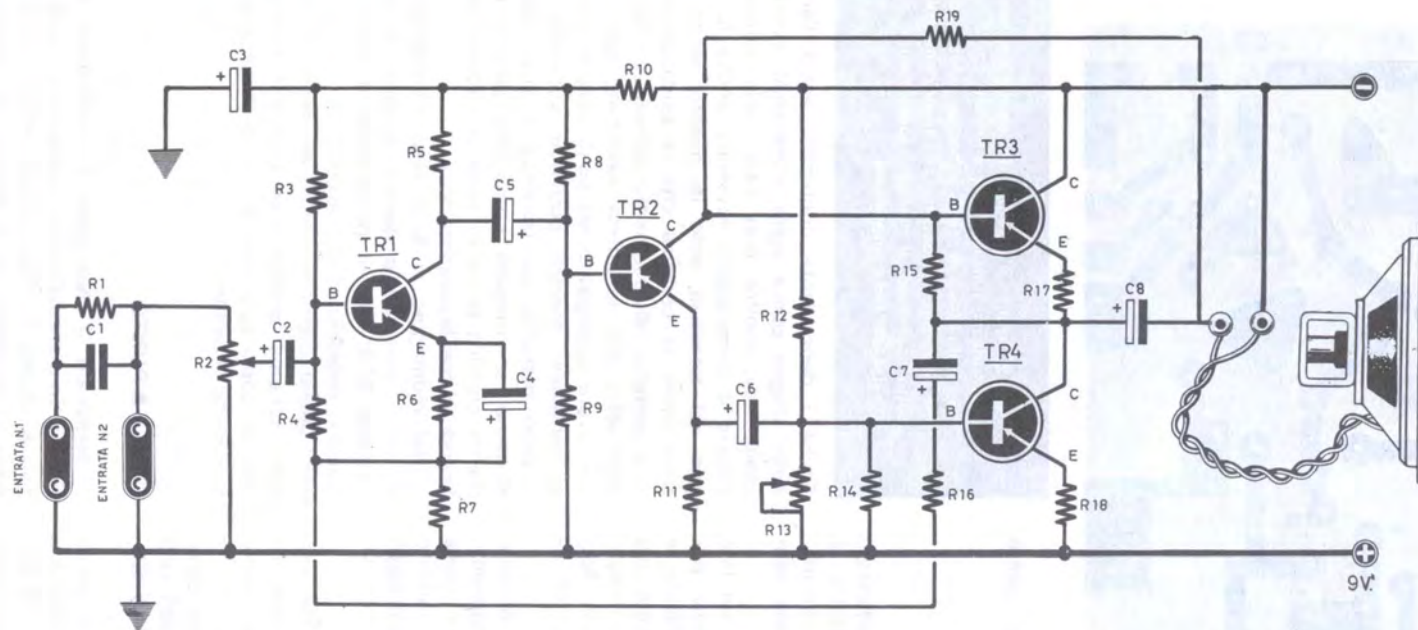 R19
C3
R10
R5
R8
TR3
C
R3
C5
TR2
C
B
TR1
B
E
R15
R17
C8
R1
C
B
E
R12
C1
R2
C2
TR4
E
C7
C
R6
C4
C6
R4
R9
B
E
ENTRATA N.1
ENTRATA N2
R11
R14
R16
R18
R7
R13
9V.